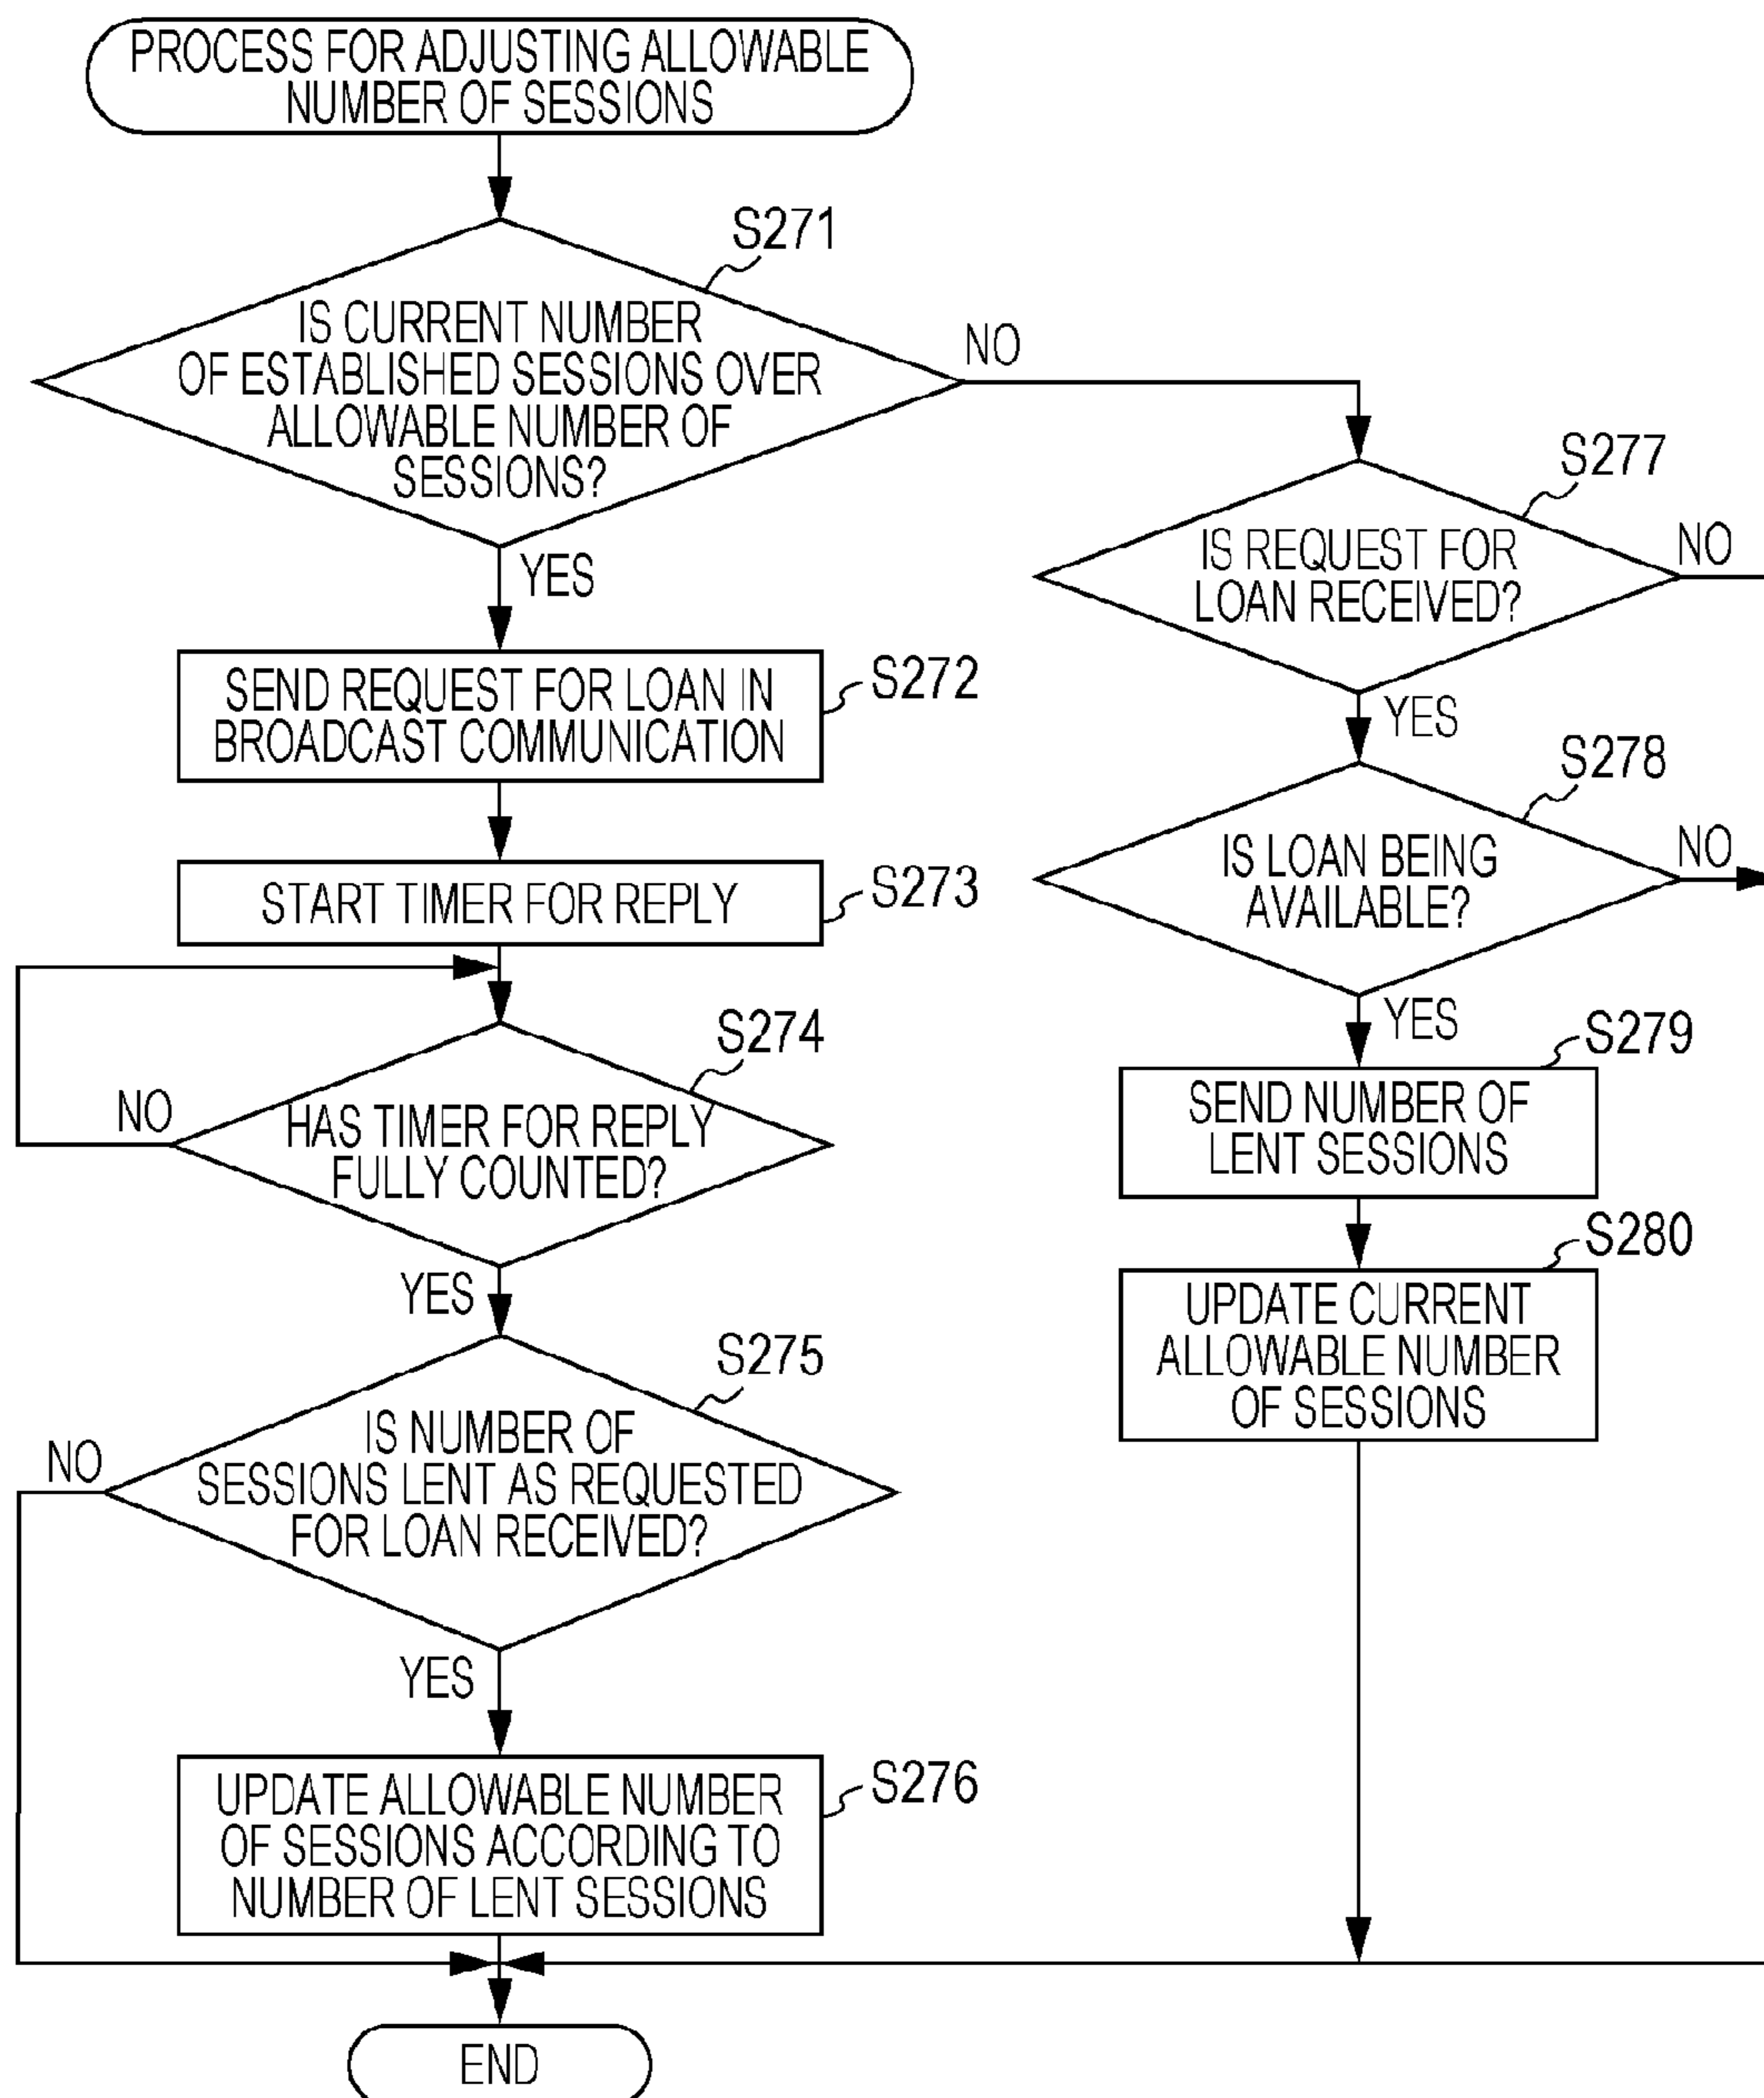 PROCESS FOR ADJUSTING ALLOWABLE
NUMBER OF SESSIONS
S271
IS CURRENT NUMBER
OF ESTABLISHED SESSIONS OVER
ALLOWABLE NUMBER OF
SESSIONS?
NO
YES
S272
SEND REQUEST FOR LOAN IN
BROADCAST COMMUNICATION
S273
START TIMER FOR REPLY
S274
HAS TIMER FOR REPLY
FULLY COUNTED?
NO
YES
S275
IS NUMBER OF
SESSIONS LENT AS REQUESTED
FOR LOAN RECEIVED?
NO
YES
S276
UPDATE ALLOWABLE NUMBER
OF SESSIONS ACCORDING TO
NUMBER OF LENT SESSIONS
END
S277
IS REQUEST FOR
LOAN RECEIVED?
NO
YES
S278
IS LOAN BEING
AVAILABLE?
NO
YES
S279
SEND NUMBER OF
LENT SESSIONS
S280
UPDATE CURRENT
ALLOWABLE NUMBER
OF SESSIONS